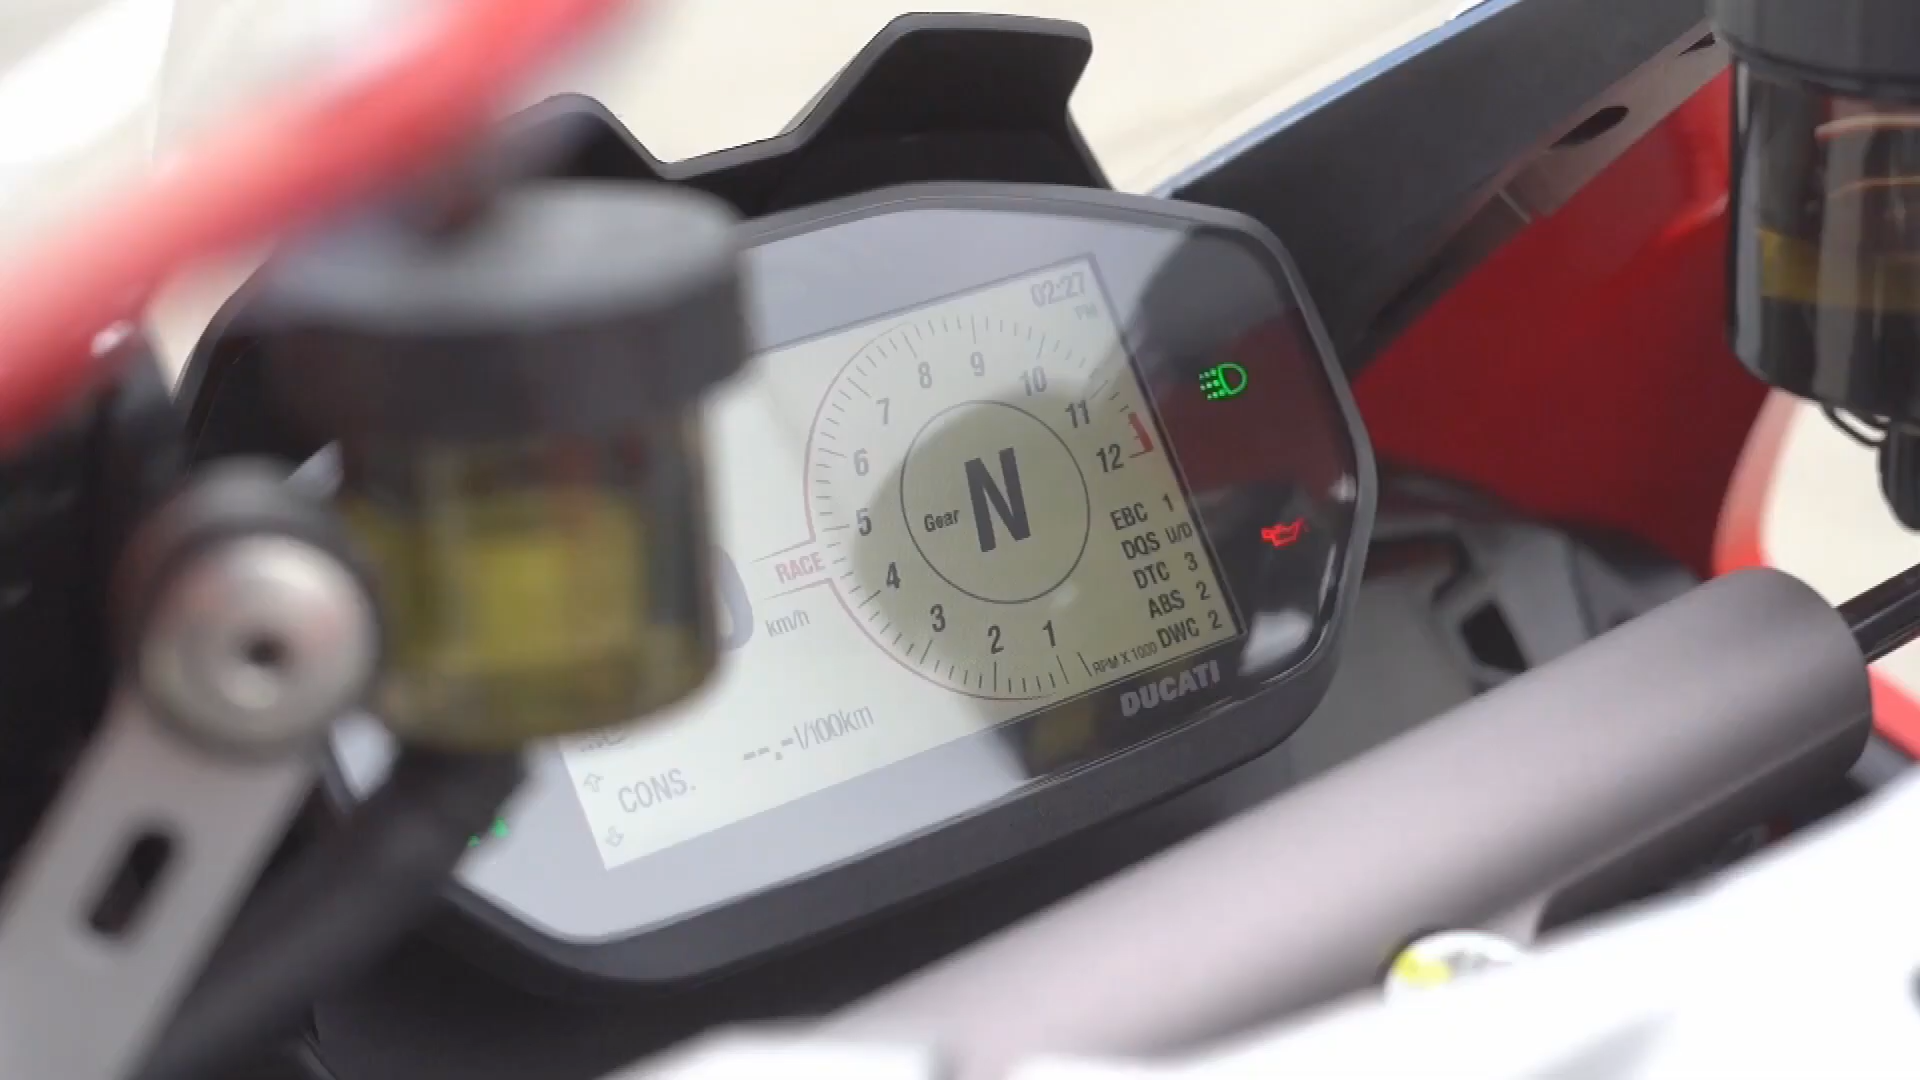 02:27
PM
8
9
10
7
11
6
12
5
Gear N
4
3
2
1
RACE
km/h
EBC 1
DQS U/D
DTC 3
ABS 2
DWC 2
RPM X 1000
DUCATI
CONS.
--.- l/100km